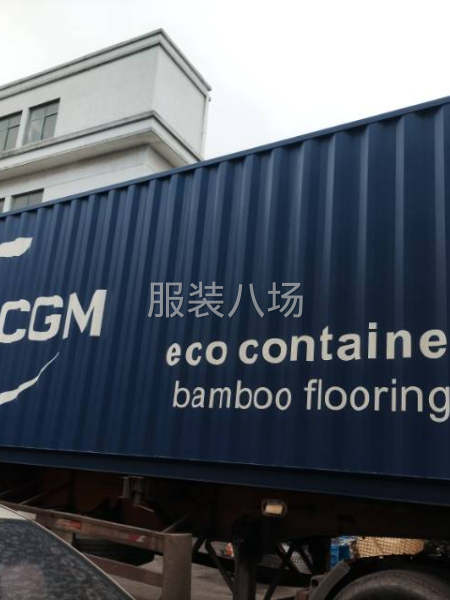 CGM
服装八场
eco containe
bamboo flooring